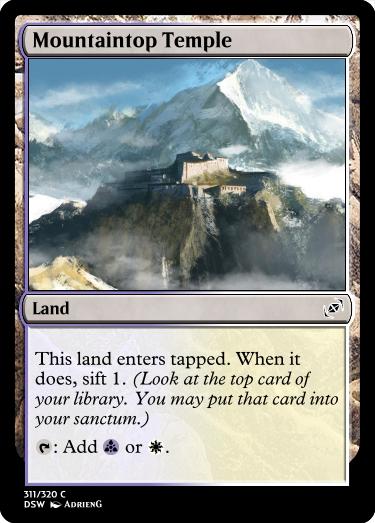 Mountaintop Temple
Land
This land enters tapped. When it
does, sift 1. (Look at the top card of
your library. You may put that card into
your sanctum.)
: Add or .
311/320 C
DSW AdrienG